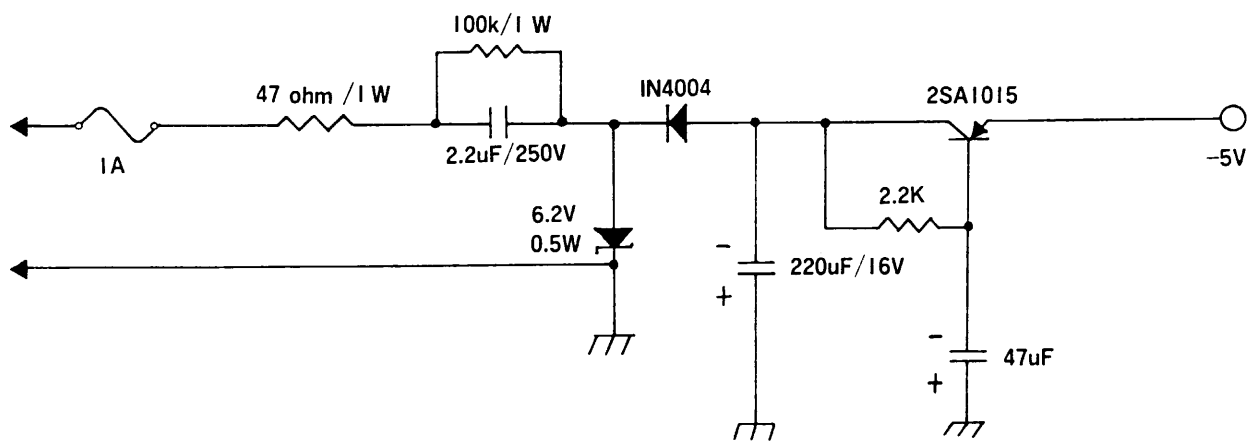 100k/1 W
47 ohm /1 W
1A
2.2uF/250V
IN4004
2SA1015
-5V
6.2V
0.5W
2.2K
-
220uF/16V
+
-
47uF
+